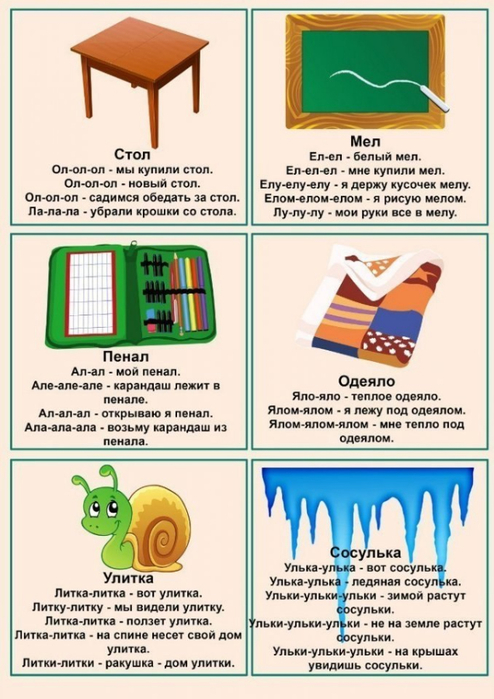 Стол
Ол-ол-ол - мы купили стол.
Ол-ол-ол - новый стол.
Ол-ол-ол - садимся обедать за стол.
Ла-ла-ла - убрали крошки со стола.
Мел
Ел-ел - белый мел.
Ел-ел-ел - мне купили мел.
Елу-елу-елу - я держу кусочек мелу.
Елом-елом-елом - я рисую мелом.
Лу-лу-лу - мои руки все в мелу.
Пенал
Ал-ал - мой пенал.
Але-але-але - карандаш лежит в
пенале.
Ал-ал-ал - открываю я пенал.
Ала-ала-ала - возьму карандаш из
пенала.
Одеяло
Яло-яло - теплое одеяло.
Ялом-ялом - я лежу под одеялом.
Ялом-ялом-ялом - мне тепло под
одеялом.
Улитка
Литка-литка - вот улитка.
Литку-литку - мы видели улитку.
Литка-литка - ползет улитка.
Литка-литка - на спине несет свой дом
улитка.
Литки-литки - ракушка - дом улитки.
Сосулька
Улька-улька - вот сосулька.
Улька-улька - ледяная сосулька.
Ульки-ульки-ульки - зимой растут
сосульки.
Ульки-ульки-ульки - не на земле растут
сосульки.
Ульки-ульки-ульки - на крышах
увидишь сосульки.